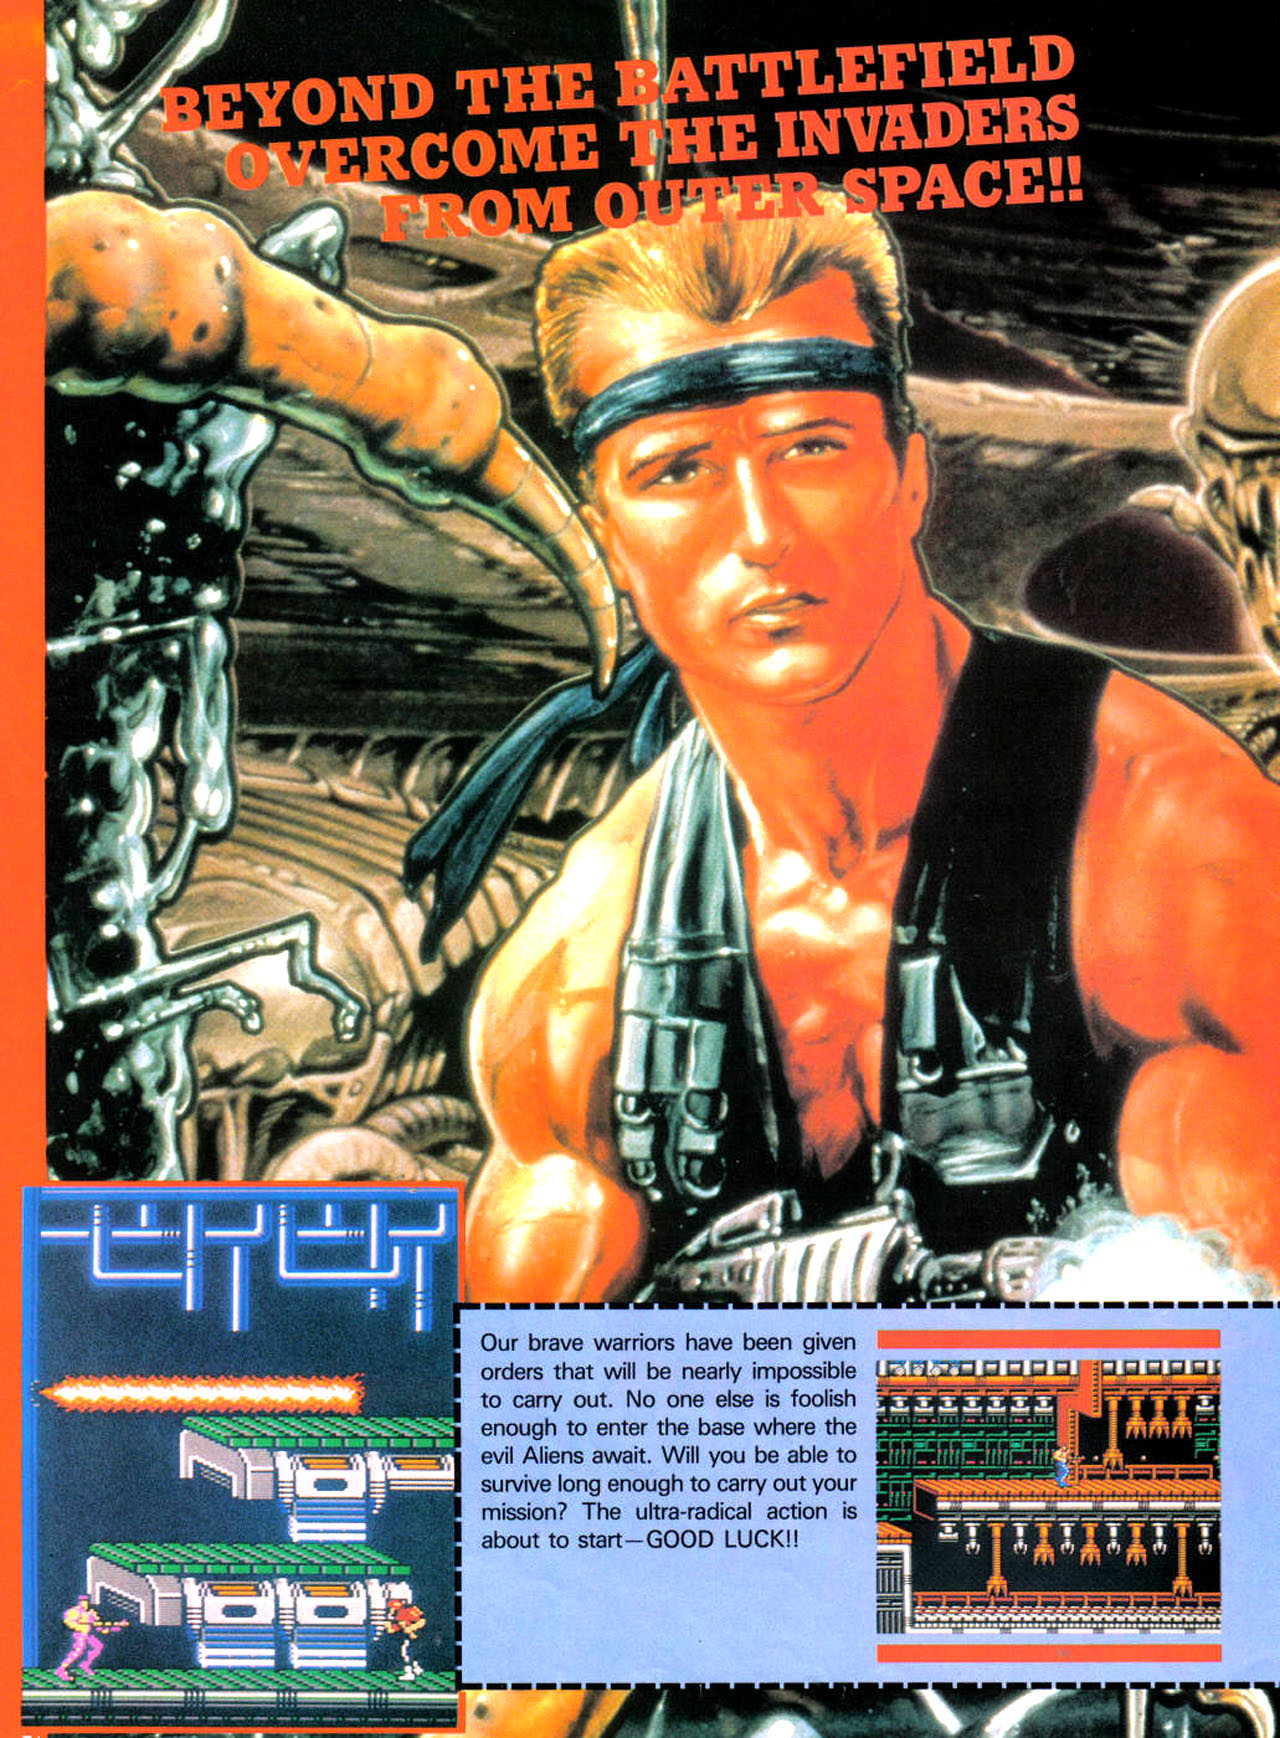 BEYOND THE BATTLEFIELD
OVERCOME THE INVADERS
FROM OUTER SPACE!!
Our brave warriors have been given
orders that will be nearly impossible
to carry out. No one else is foolish
enough to enter the base where the
evil Aliens await. Will you be able to
survive long enough to carry out your
mission? The ultra-radical action is
about to start—GOOD LUCK!!